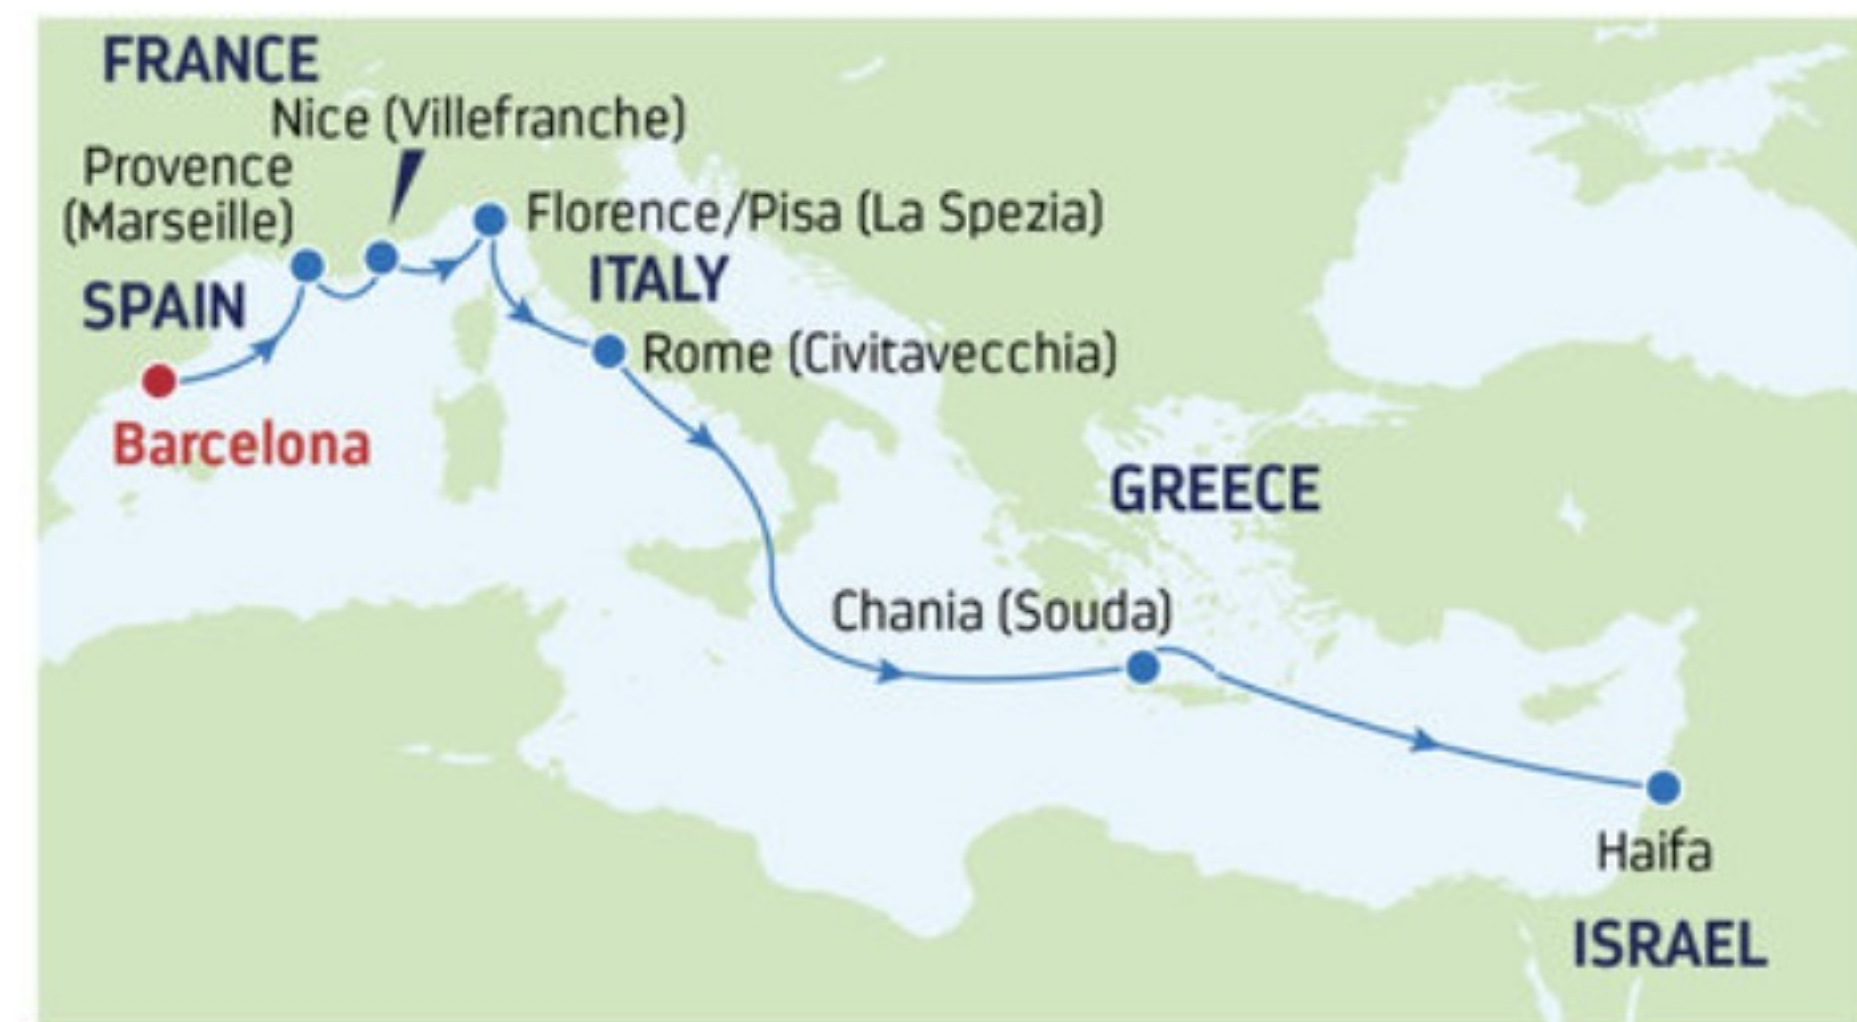 FRANCE
Nice (Villefranche)
Provence
(Marseille)
Florence/Pisa (La Spezia)
ITALY
SPAIN
Rome (Civitavecchia)
Barcelona
GREECE
Chania (Souda)
Haifa
ISRAEL